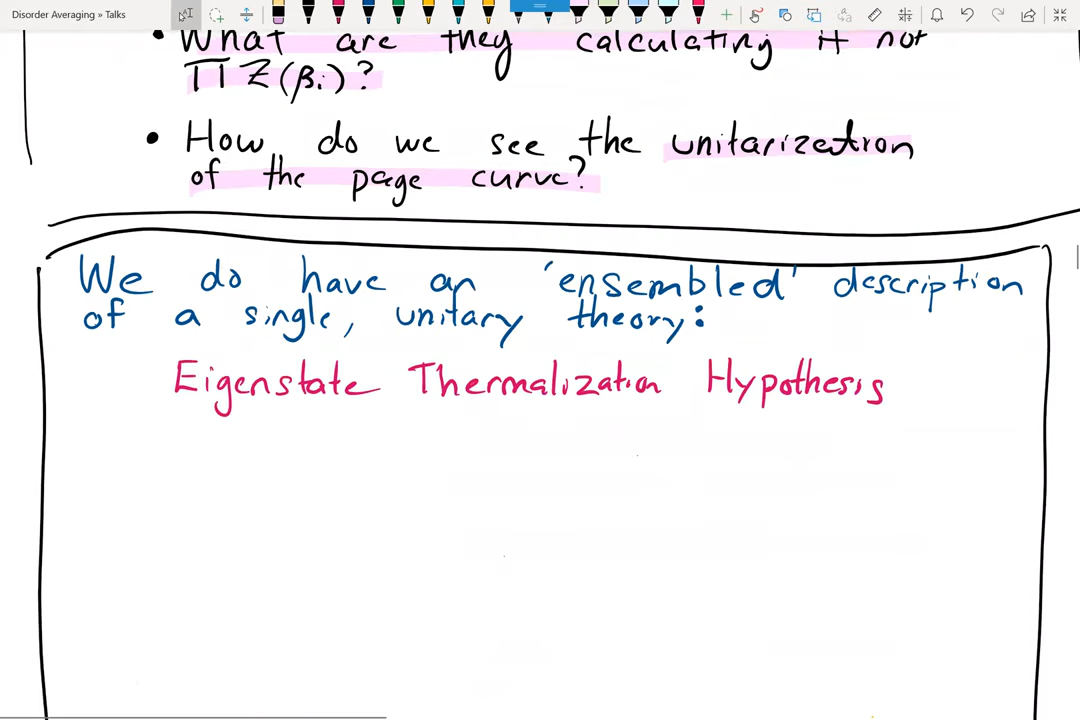 Disorder Averaging » Talks
• What are they calculating if not
Π Z(βi)?
• How do we see the unitarization
of the page curve?
We do have an 'ensembled' description
of a single, unitary theory:
Eigenstate Thermalization Hypothesis